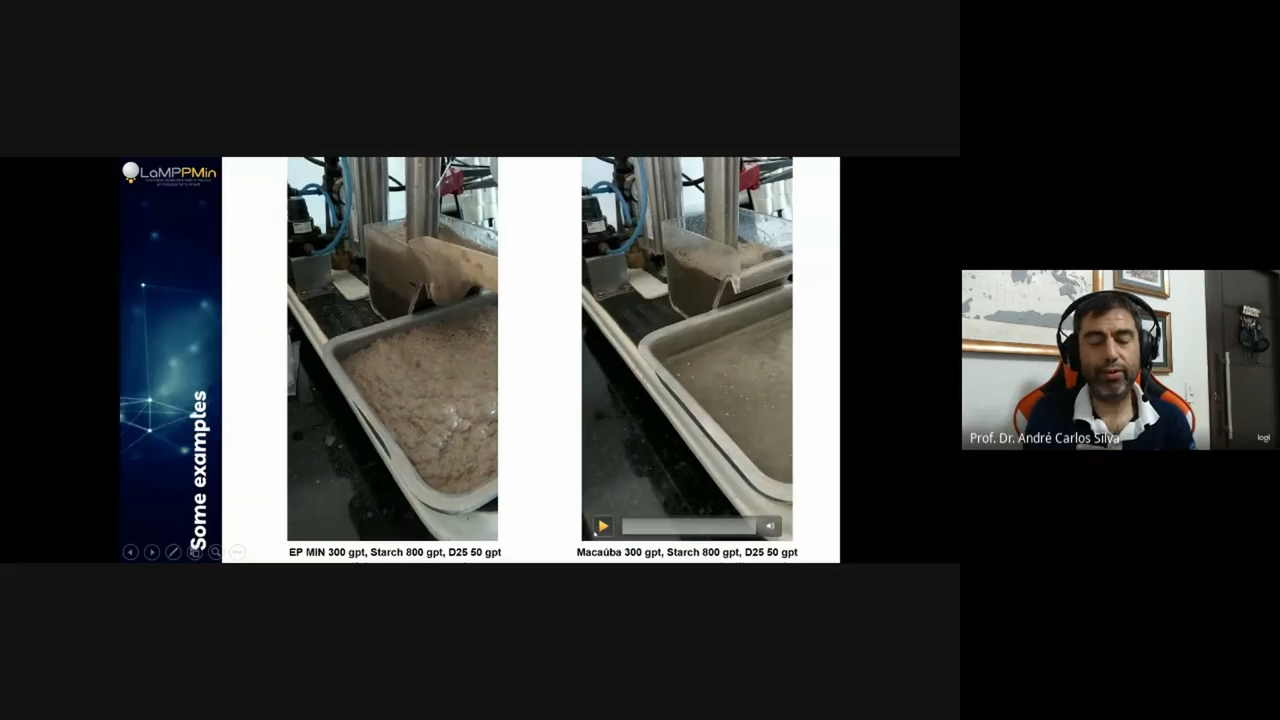 LaMPPMin
Some examples
EP MIN 300 gpt, Starch 800 gpt, D25 50 gpt
Macaúba 300 gpt, Starch 800 gpt, D25 50 gpt
Prof. Dr. André Carlos Silva
logi